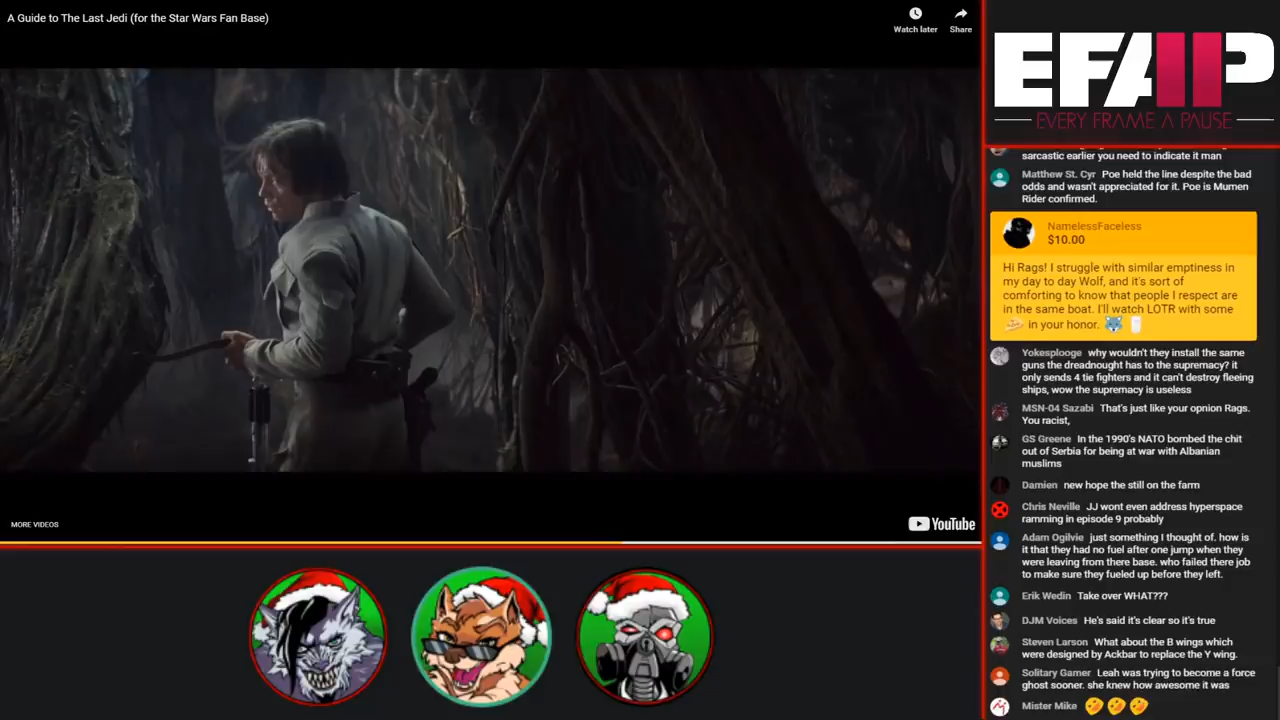 A Guide to The Last Jedi (for the Star Wars Fan Base)
Watch later
Share
MORE VIDEOS
YouTube
EFAP
EVERY FRAME A PAUSE
sarcastic earlier you need to indicate it man
Matthew St. Cyr Poe held the line despite the bad
odds and wasn't appreciated for it. Poe is Mumen
Rider confirmed.
NamelessFaceless
$10.00
Hi Rags! I struggle with similar emptiness in
my day to day Wolf, and it's sort of
comforting to know that people I respect are
in the same boat. I'll watch LOTR with some
in your honor.
Yokesplooge why wouldn't they install the same
guns the dreadnought has to the supremacy? it
only sends 4 tie fighters and it can't destroy fleeing
ships, wow the supremacy is useless
MSN-04 Sazabi That's just like your opnion Rags.
You racist,
GS Greene In the 1990's NATO bombed the chit
out of Serbia for being at war with Albanian
muslims
Damien new hope the still on the farm
Chris Neville JJ wont even address hyperspace
ramming in episode 9 probably
Adam Ogilvie just something I thought of. how is
it that they had no fuel after one jump when they
were leaving from there base. who failed there job
to make sure they fueled up before they left.
Erik Wedin Take over WHAT???
DJM Voices He's said it's clear so it's true
Steven Larson What about the B wings which
were designed by Ackbar to replace the Y wing.
Solitary Gamer Leah was trying to become a force
ghost sooner. she knew how awesome it was
Mister Mike